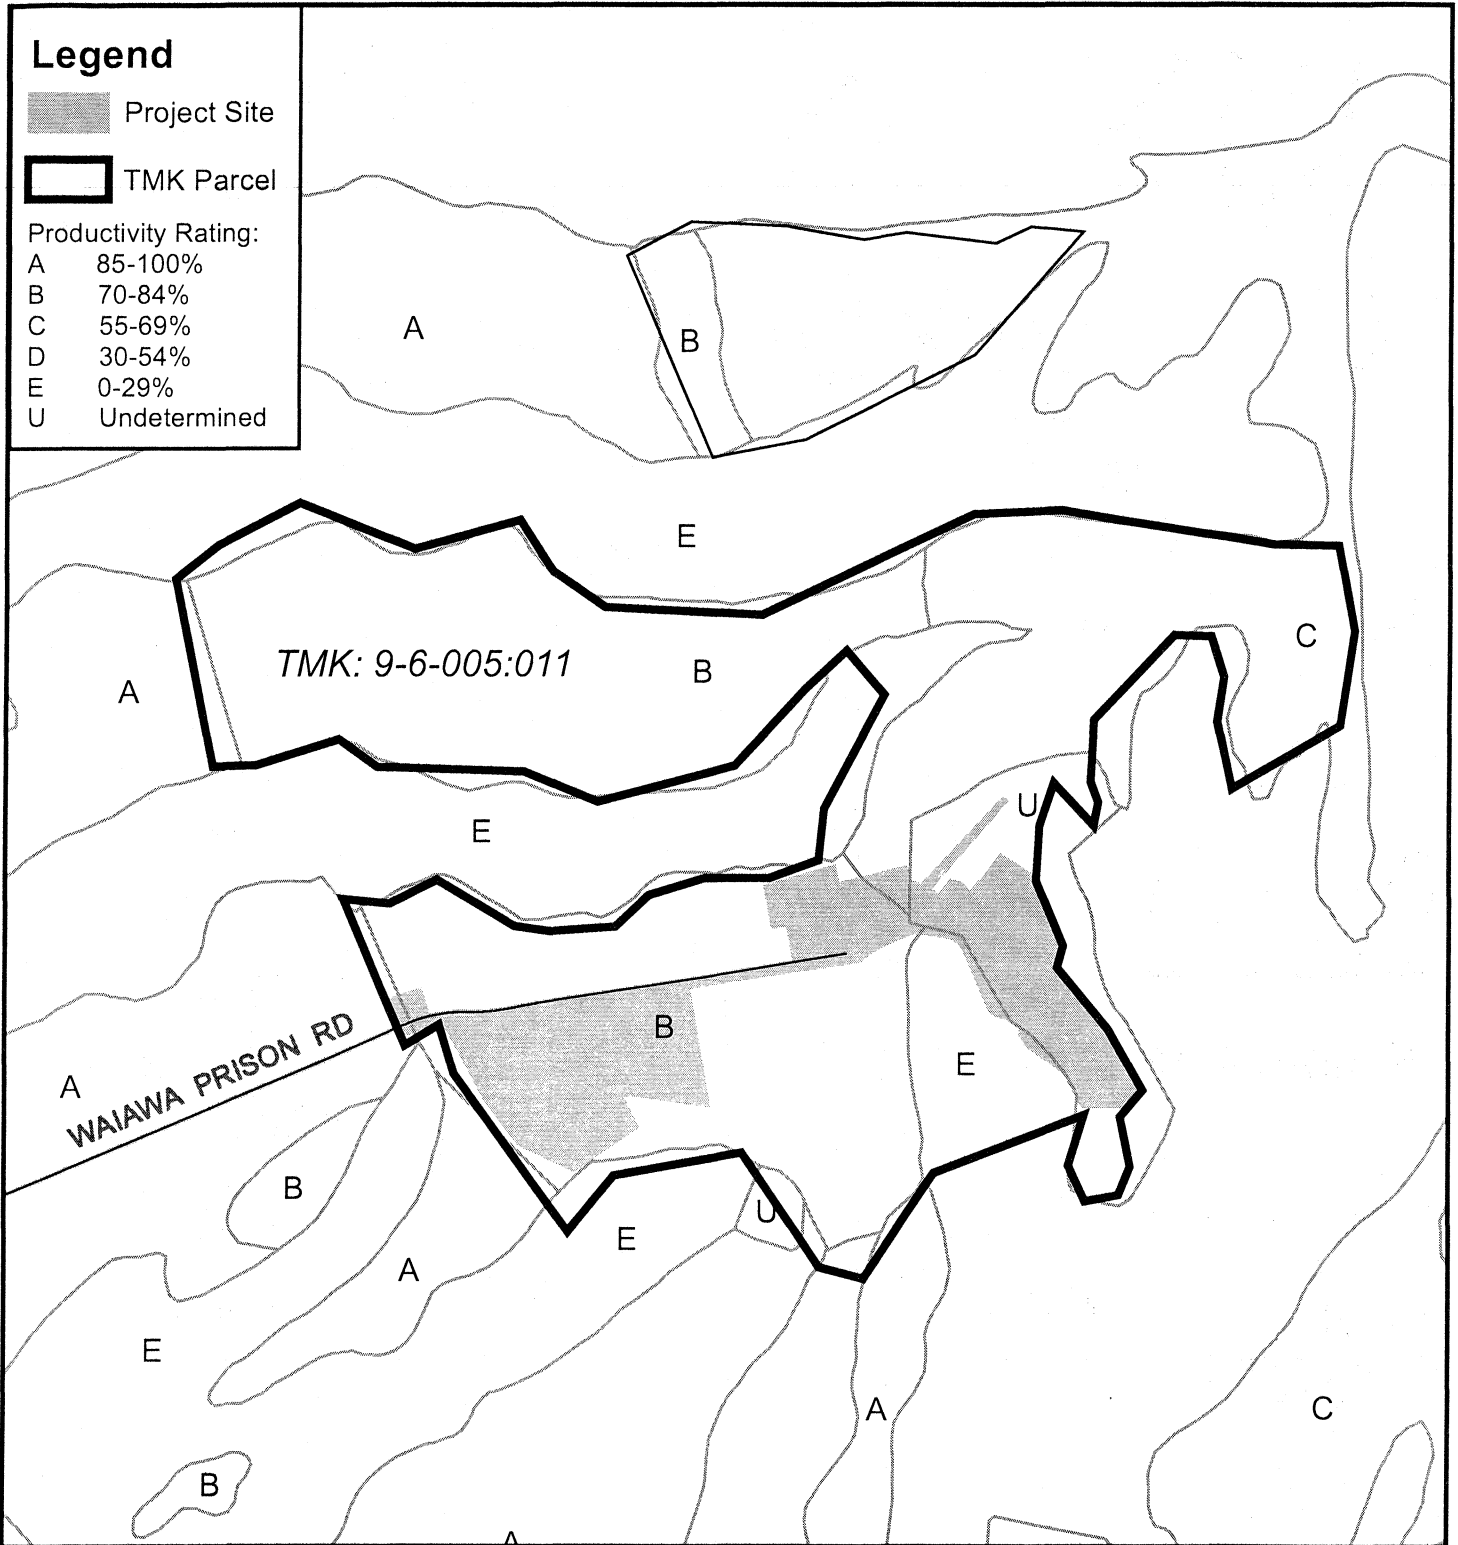 Legend
Project Site
TMK Parcel
Productivity Rating:
A 85-100%
B 70-84%
C 55-69%
D 30-54%
E 0-29%
U Undetermined
A
B
E
C
TMK: 9-6-005:011
B
A
U
E
WAIAWA PRISON RD
B
E
A
B
U
E
A
E
A
C
B
A